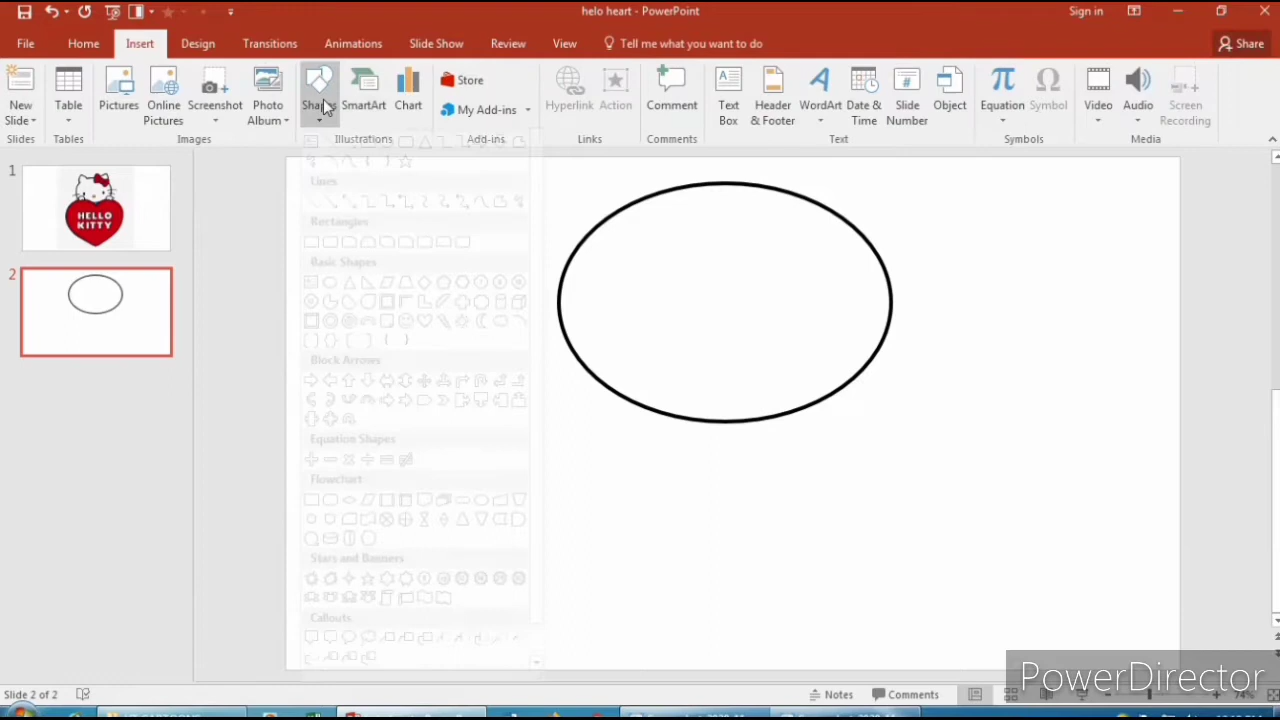 helo heart - PowerPoint
Sign in
File Home Insert Design Transitions Animations Slide Show Review View Tell me what you want to do
Share
New Slide
Table
Pictures
Online Pictures
Screenshot
Photo Album
Shapes
SmartArt
Chart
Store
My Add-ins
Hyperlink
Action
Comment
Text Box
Header & Footer
WordArt
Date & Time
Slide Number
Object
Equation
Symbol
Video
Audio
Screen Recording
Slides Tables Images Illustrations Add-ins Links Comments Text Symbols Media
Lines
Rectangles
Basic Shapes
Block Arrows
Equation Shapes
Flowchart
Stars and Banners
Callouts
1
HELLO
KITTY
2
PowerDirector
Slide 2 of 2
Notes
Comments
74%